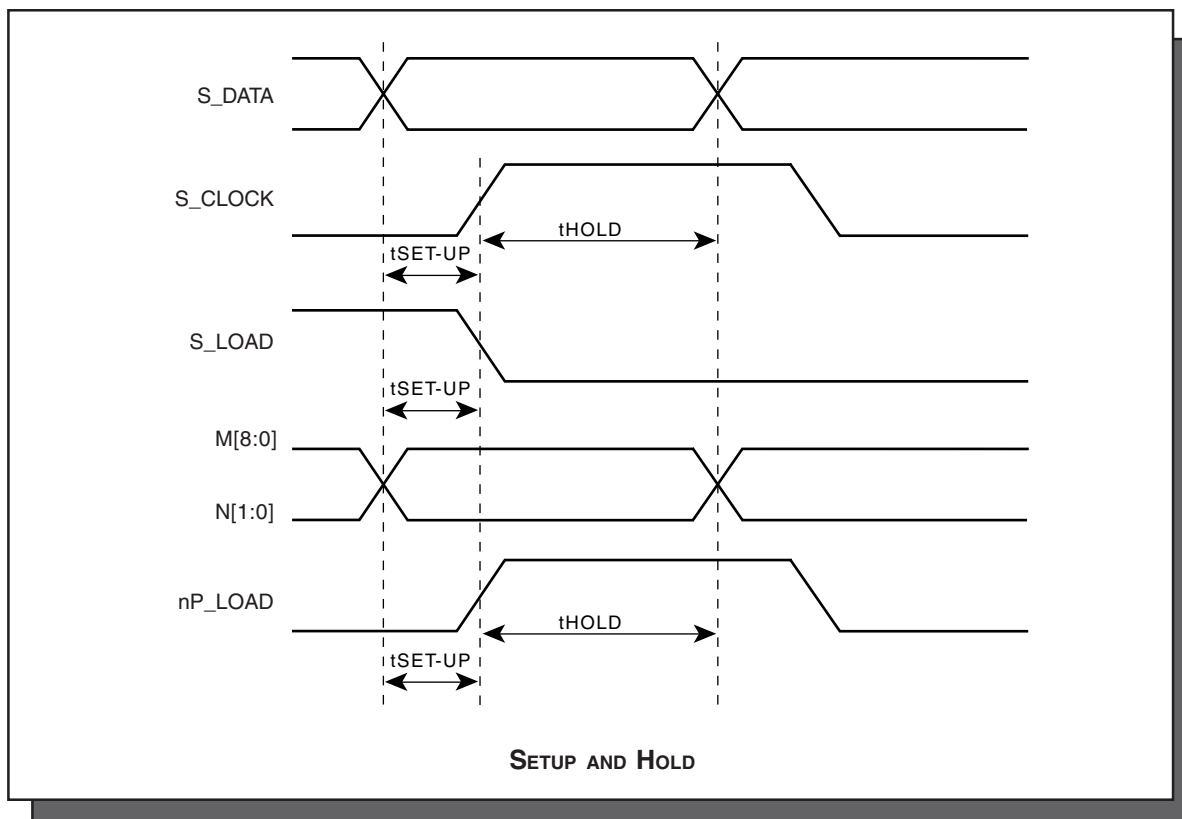 S_DATA
S_CLOCK
tHOLD
tSET-UP
S_LOAD
tSET-UP
M[8:0]
N[1:0]
nP_LOAD
tHOLD
tSET-UP
SETUP AND HOLD